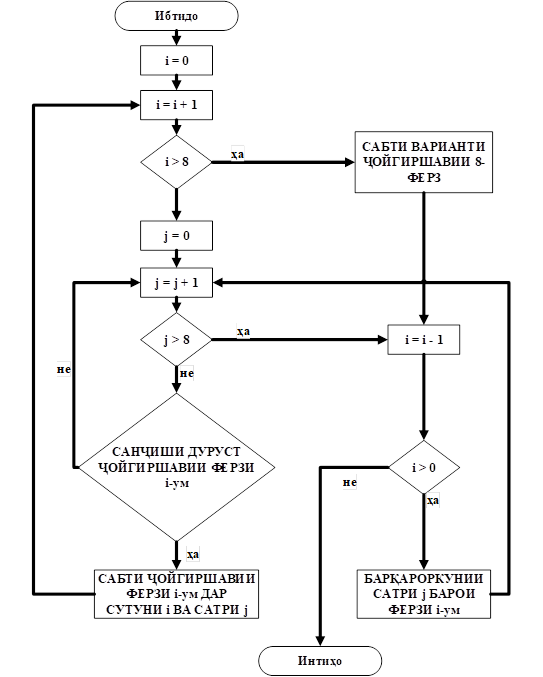 Ибтидо
i = 0
i = i + 1
i > 8
ҳа
САБТИ ВАРИАНТИ
ҶОЙГИРШАВИИ 8-
ФЕРЗ
j = 0
j = j + 1
j > 8
ҳа
i = i - 1
не
не
САНҶИШИ ДУРУСТ
ҶОЙГИРШАВИИ ФЕРЗИ
i-ум
i > 0
не
ҳа
ҳа
САБТИ ҶОЙГИРШАВИИ
ФЕРЗИ i-ум ДАР
СУТУНИ i ВА САТРИ j
БАРҚАРОРКУНИИ
САТРИ j БАРОИ
ФЕРЗИ i-ум
Интиҳо